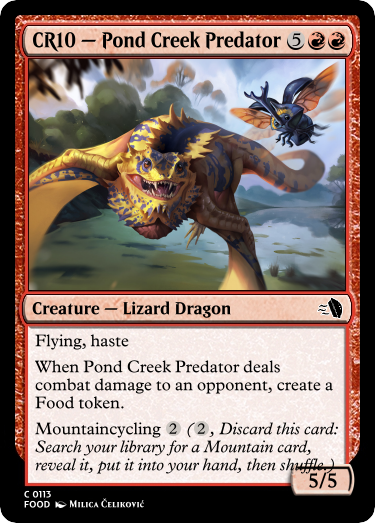 CR10 — Pond Creek Predator 5
Creature — Lizard Dragon
Flying, haste
When Pond Creek Predator deals
combat damage to an opponent, create a
Food token.
Mountaincycling 2 (2, Discard this card:
Search your library for a Mountain card,
reveal it, put it into your hand, then shuffle.)
5/5
C 0113
FOOD Milica Čeliković